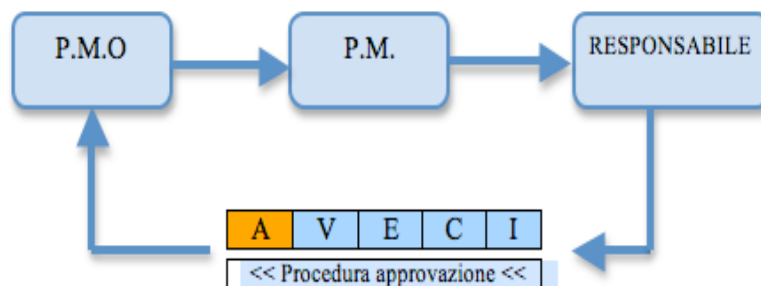 P.M.O
P.M.
RESPONSABILE
A V E C I
<< Procedura approvazione <<